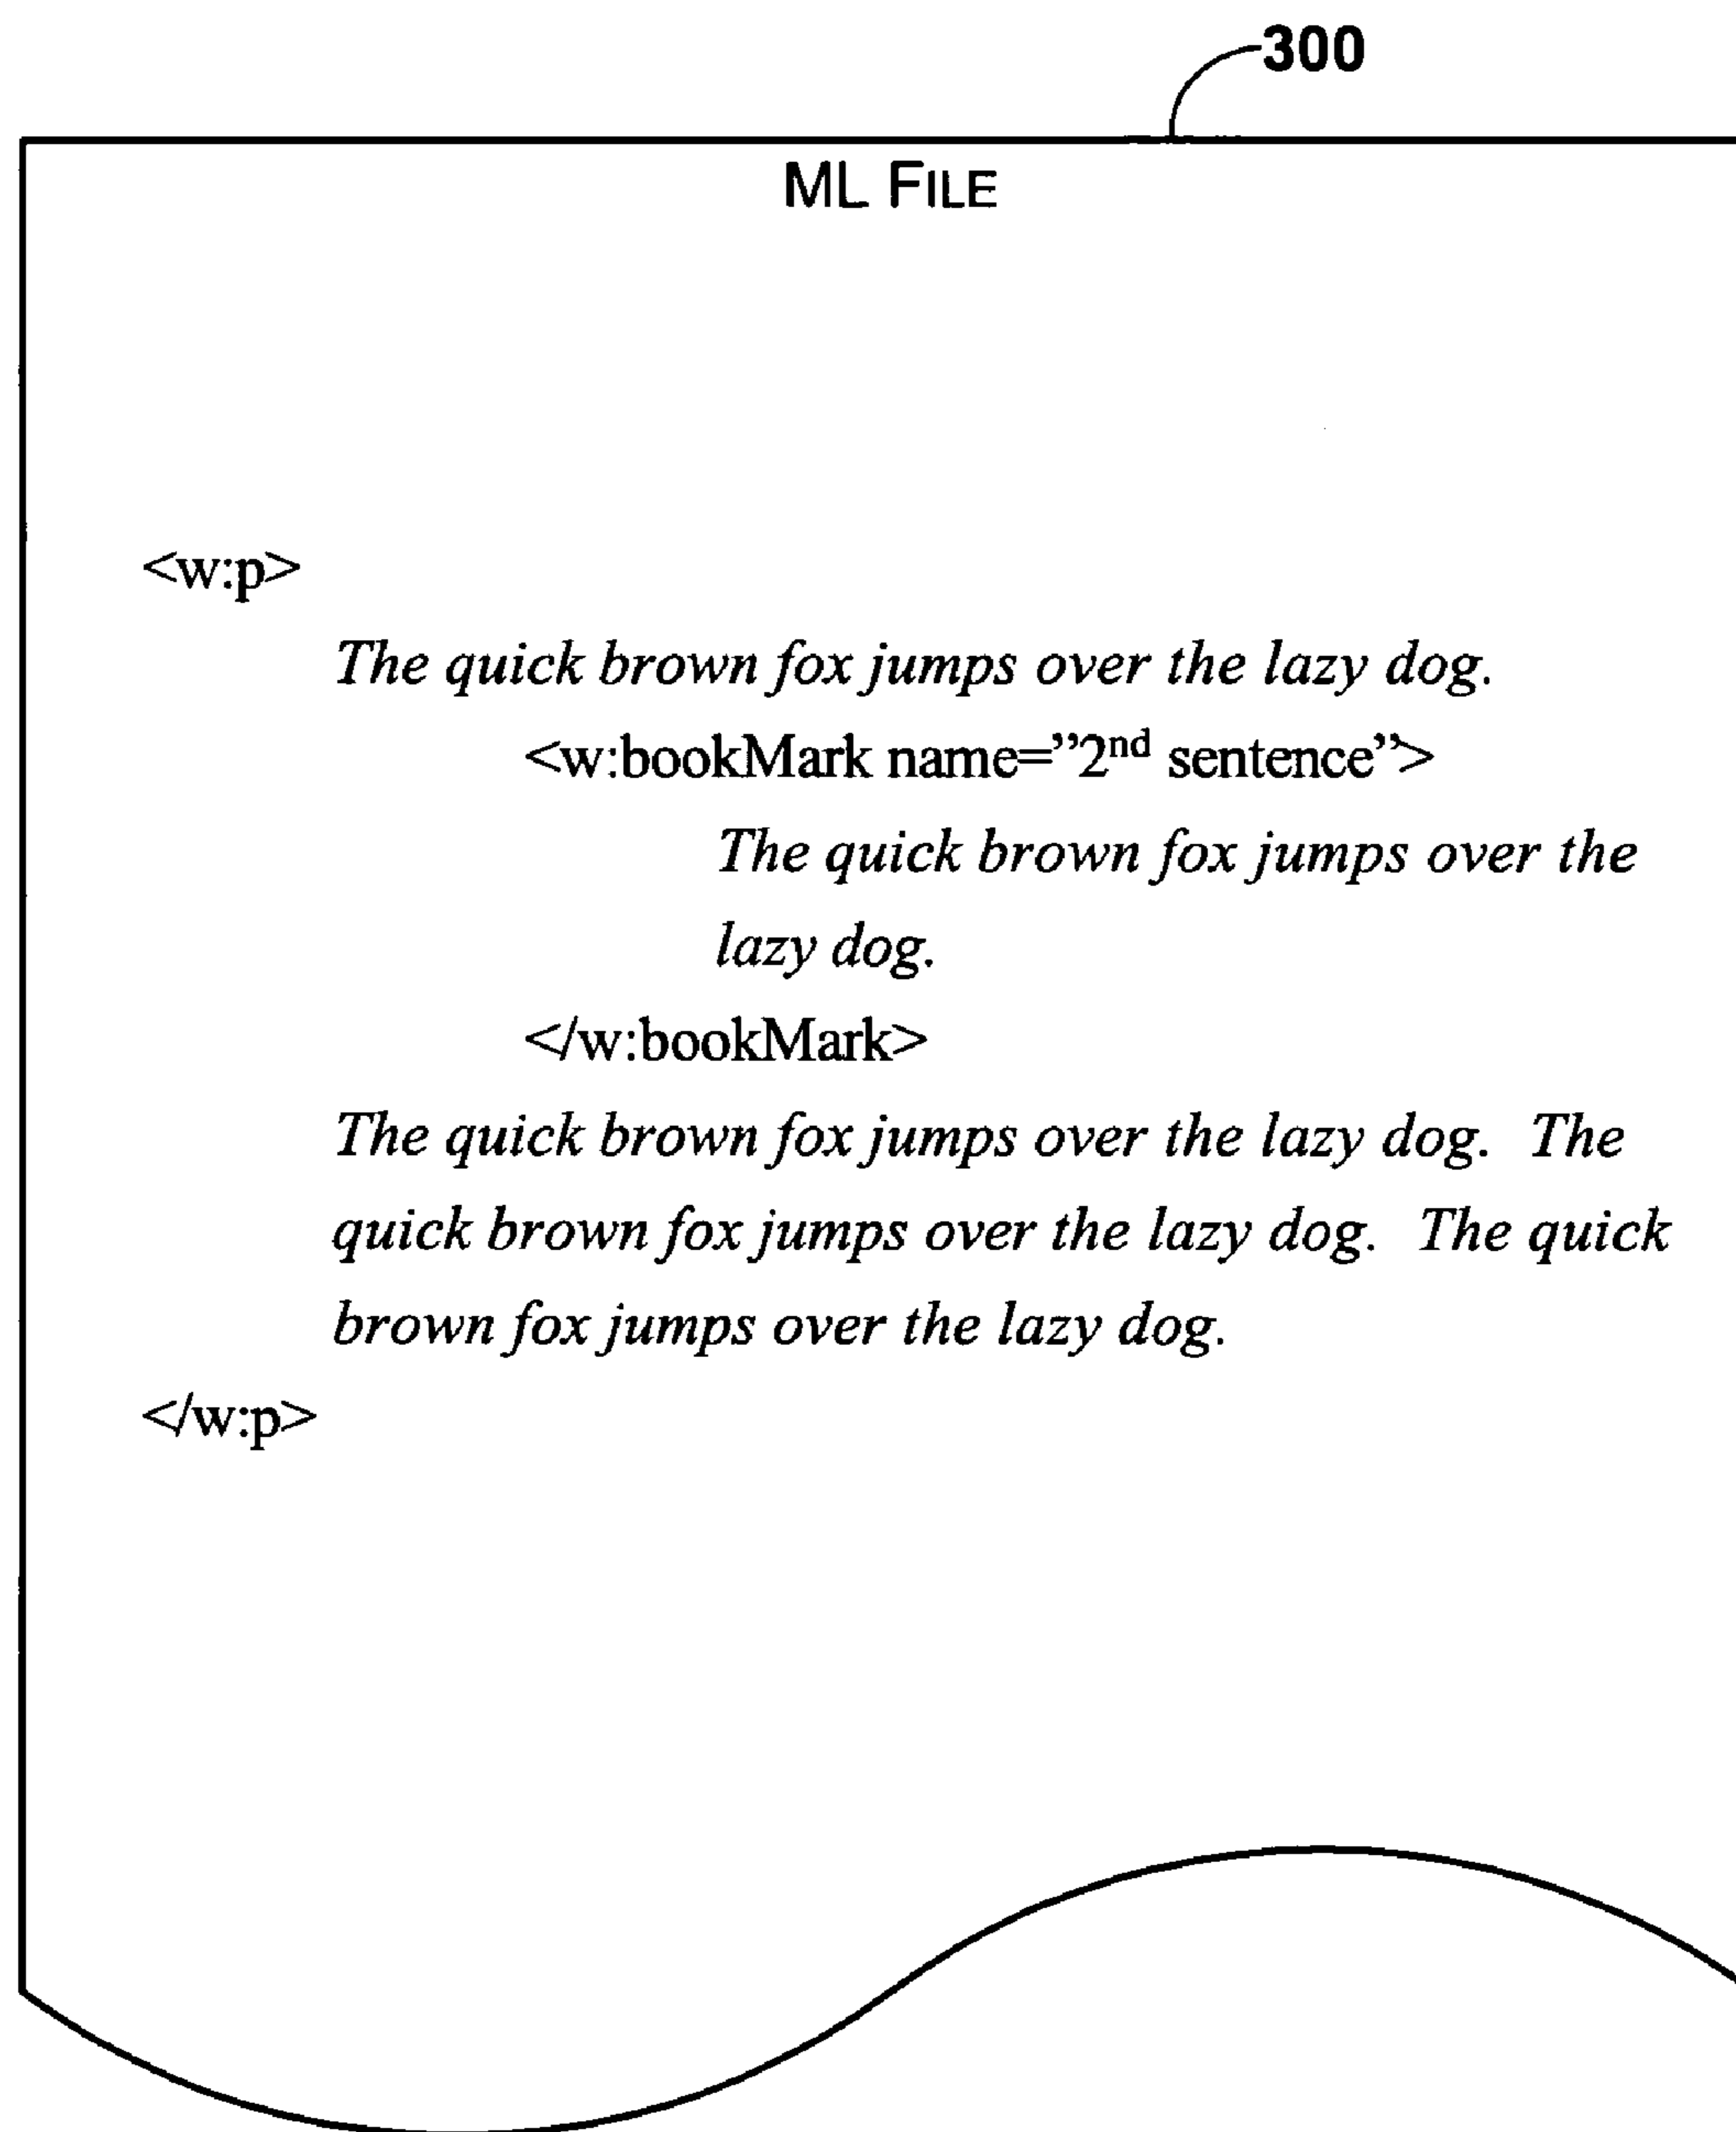 300
ML FILE
<w:p>
The quick brown fox jumps over the lazy dog.
<w:bookMark name=”2nd sentence”>
The quick brown fox jumps over the
lazy dog.
</w:bookMark>
The quick brown fox jumps over the lazy dog.  The
quick brown fox jumps over the lazy dog.  The quick
brown fox jumps over the lazy dog.
</w:p>